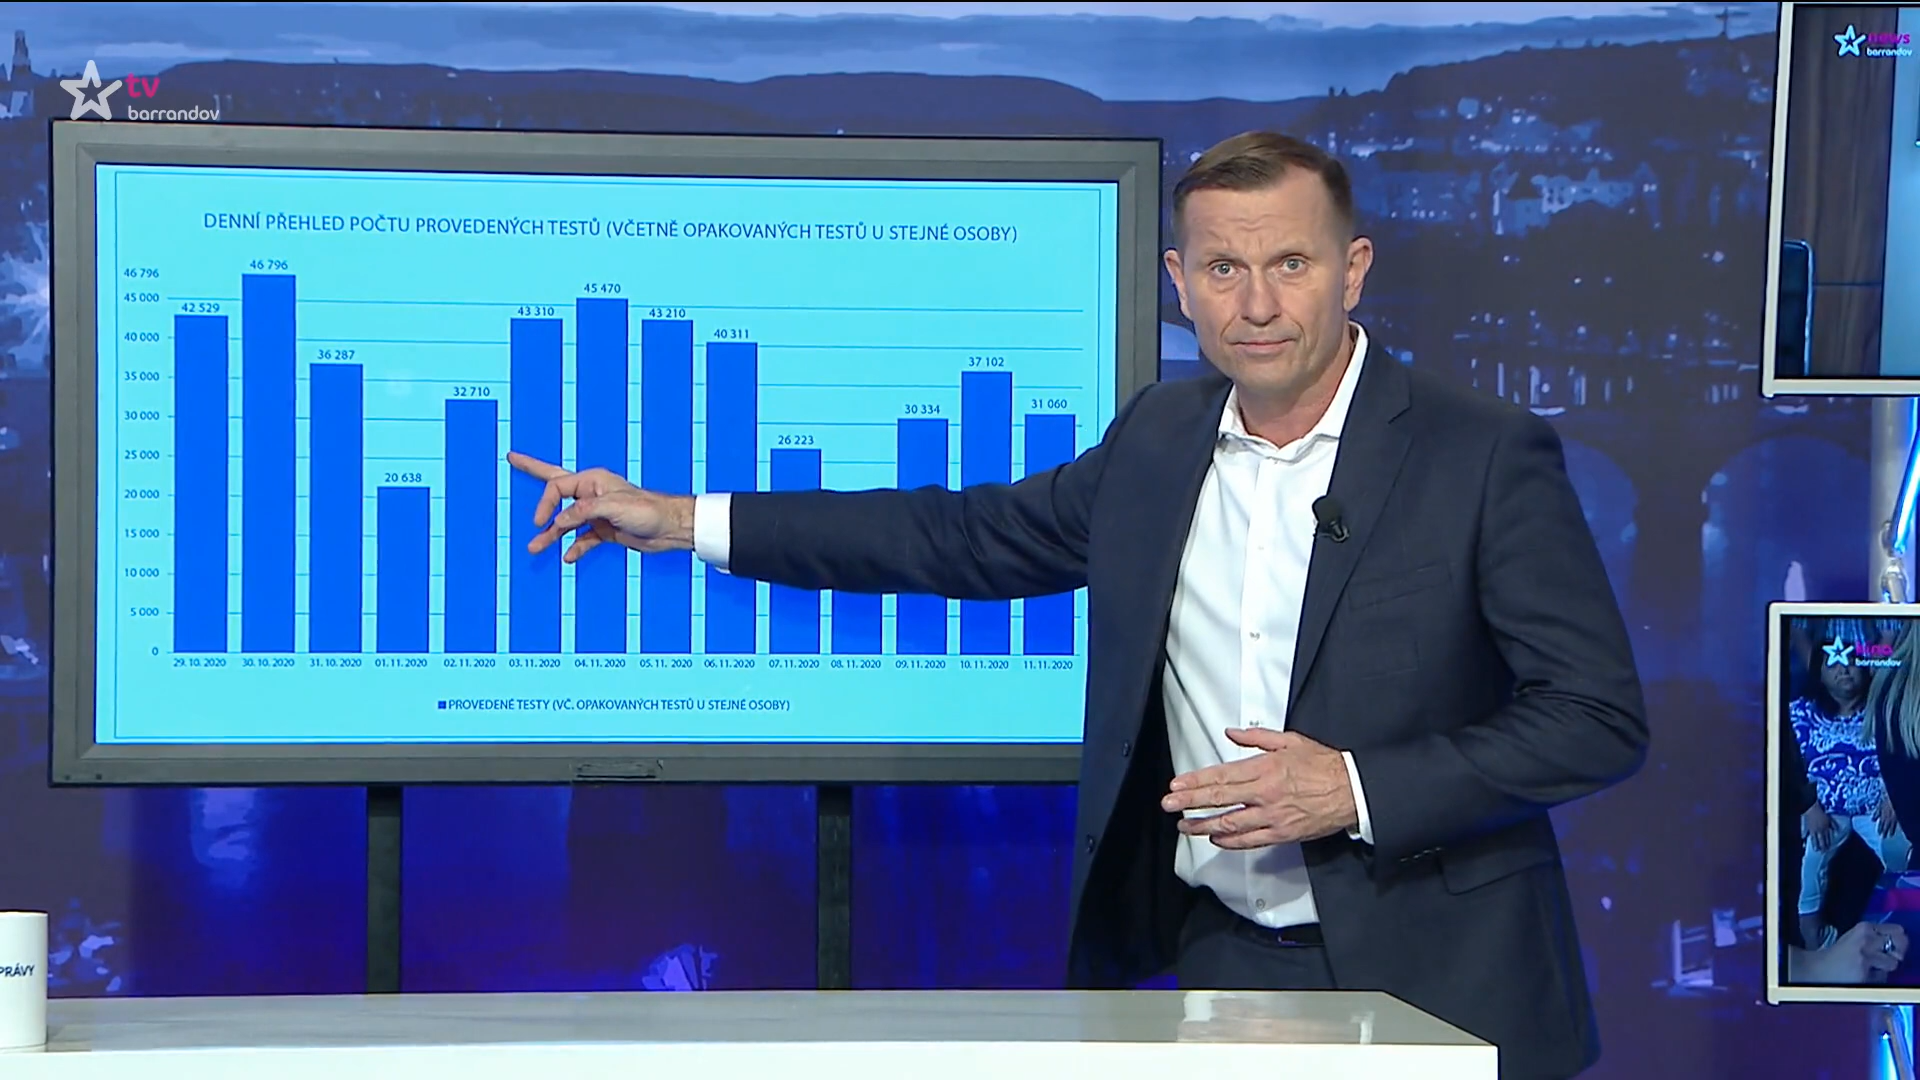 tv
barrandov
news
barrandov
DENNÍ PŘEHLED POČTU PROVEDENÝCH TESTŮ (VČETNĚ OPAKOVANÝCH TESTŮ U STEJNÉ OSOBY)
46 796
45 000
40 000
35 000
30 000
25 000
20 000
15 000
10 000
5 000
0
42 529
46 796
36 287
20 638
32 710
43 310
45 470
43 210
40 311
26 223
30 334
37 102
31 060
29. 10. 2020 30. 10. 2020 31. 10. 2020 01. 11. 2020 02. 11. 2020 03. 11. 2020 04. 11. 2020 05. 11. 2020 06. 11. 2020 07. 11. 2020 08. 11. 2020 09. 11. 2020 10. 11. 2020 11. 11. 2020
PROVEDENÉ TESTY (VČ. OPAKOVANÝCH TESTŮ U STEJNÉ OSOBY)
kino
barrandov
PRÁVY